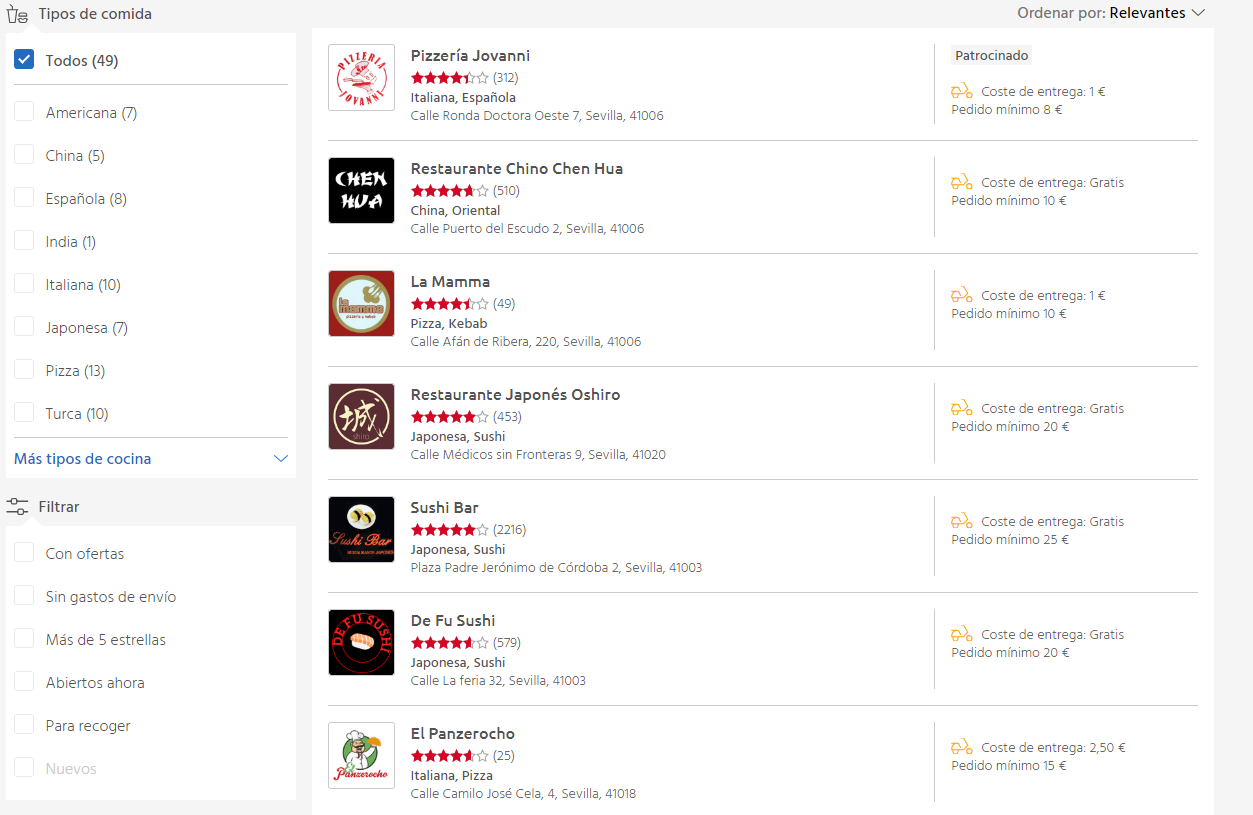 Tipos de comida
Todos (49)
Americana (7)
China (5)
Española (8)
India (1)
Italiana (10)
Japonesa (7)
Pizza (13)
Turca (10)
Más tipos de cocina
Filtrar
Con ofertas
Sin gastos de envío
Más de 5 estrellas
Abiertos ahora
Para recoger
Nuevos
Ordenar por: Relevantes
PIZZERIA
JOVANNI
Pizzería Jovanni
(312)
Italiana, Española
Calle Ronda Doctora Oeste 7, Sevilla, 41006
Patrocinado
Coste de entrega: 1 €
Pedido mínimo 8 €
CHEN
HUA
Restaurante Chino Chen Hua
(510)
China, Oriental
Calle Puerto del Escudo 2, Sevilla, 41006
Coste de entrega: Gratis
Pedido mínimo 10 €
la mamma
pizzeria y kebab
La Mamma
(49)
Pizza, Kebab
Calle Afán de Ribera, 220, Sevilla, 41006
Coste de entrega: 1 €
Pedido mínimo 10 €
城
shiro
Restaurante Japonés Oshiro
(453)
Japonesa, Sushi
Calle Médicos sin Fronteras 9, Sevilla, 41020
Coste de entrega: Gratis
Pedido mínimo 20 €
Sushi Bar
Sushi Bar
(2216)
Japonesa, Sushi
Plaza Padre Jerónimo de Córdoba 2, Sevilla, 41003
Coste de entrega: Gratis
Pedido mínimo 25 €
DE FU SUSHI
De Fu Sushi
(579)
Japonesa, Sushi
Calle La feria 32, Sevilla, 41003
Coste de entrega: Gratis
Pedido mínimo 20 €
El
Panzerocho
El Panzerocho
(25)
Italiana, Pizza
Calle Camilo José Cela, 4, Sevilla, 41018
Coste de entrega: 2,50 €
Pedido mínimo 15 €